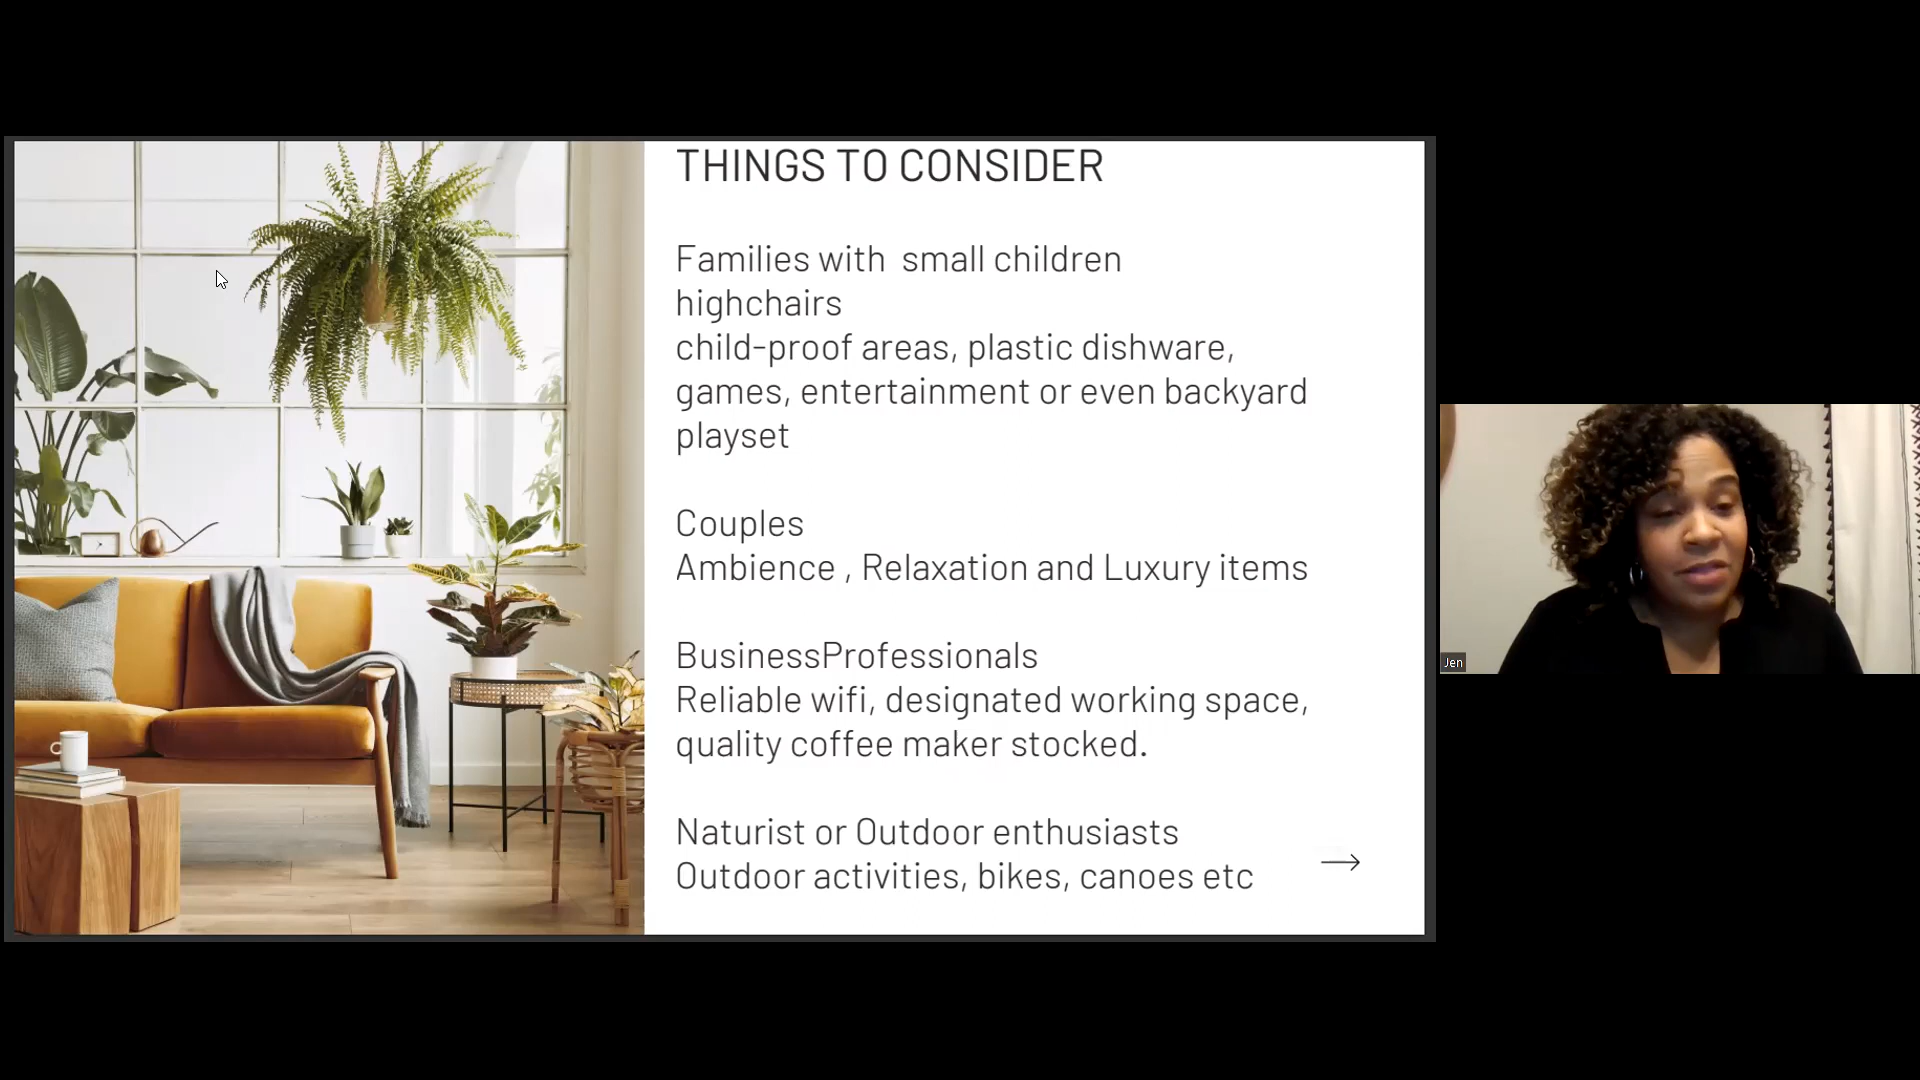 THINGS TO CONSIDER
Families with  small children
highchairs
child-proof areas, plastic dishware,
games, entertainment or even backyard
playset
Couples
Ambience , Relaxation and Luxury items
BusinessProfessionals
Reliable wifi, designated working space,
quality coffee maker stocked.
Naturist or Outdoor enthusiasts
Outdoor activities, bikes, canoes etc
Jen